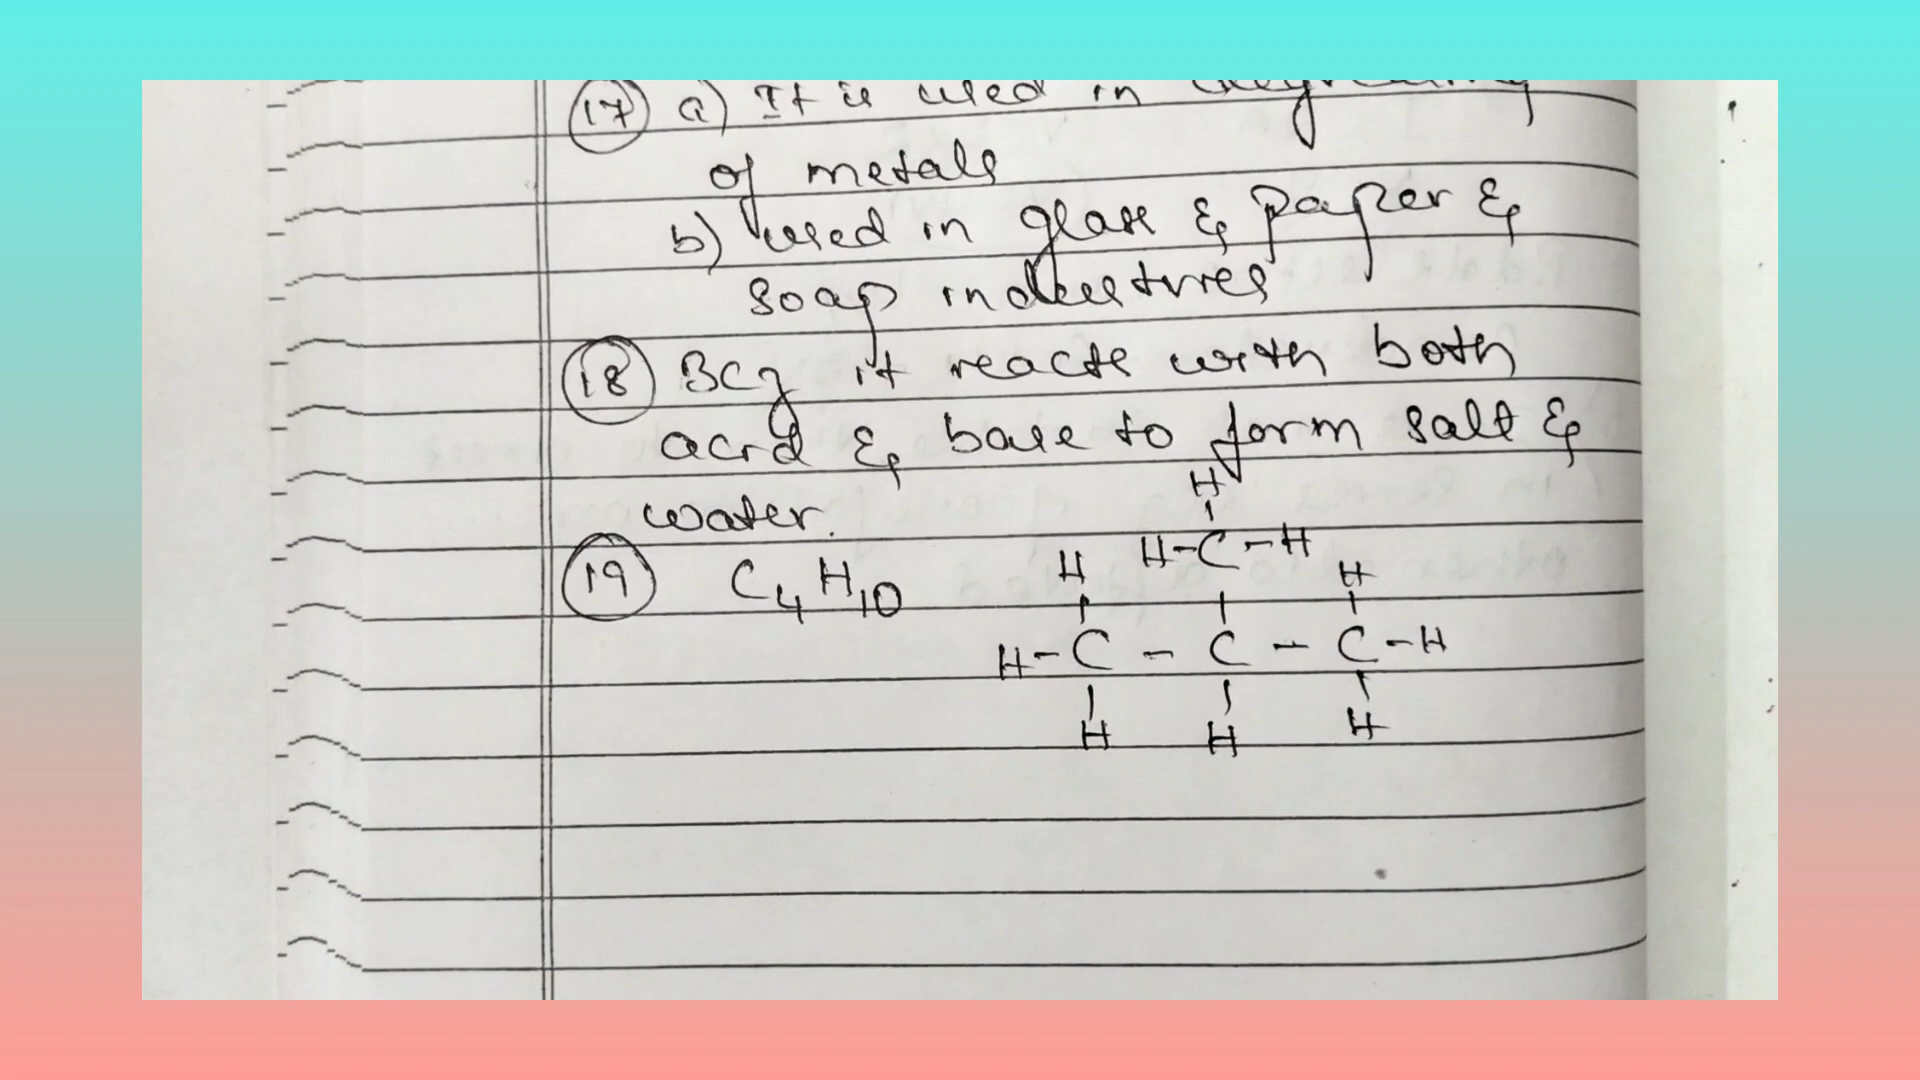 17 a) It is used in degreasing
of metals
b) used in glass & paper &
soap industries
18 Bcz it reacts with both
acid & base to form salt &
water.
H
H-C-H
19 C4H10 H H
H-C-C-C-H
H H H